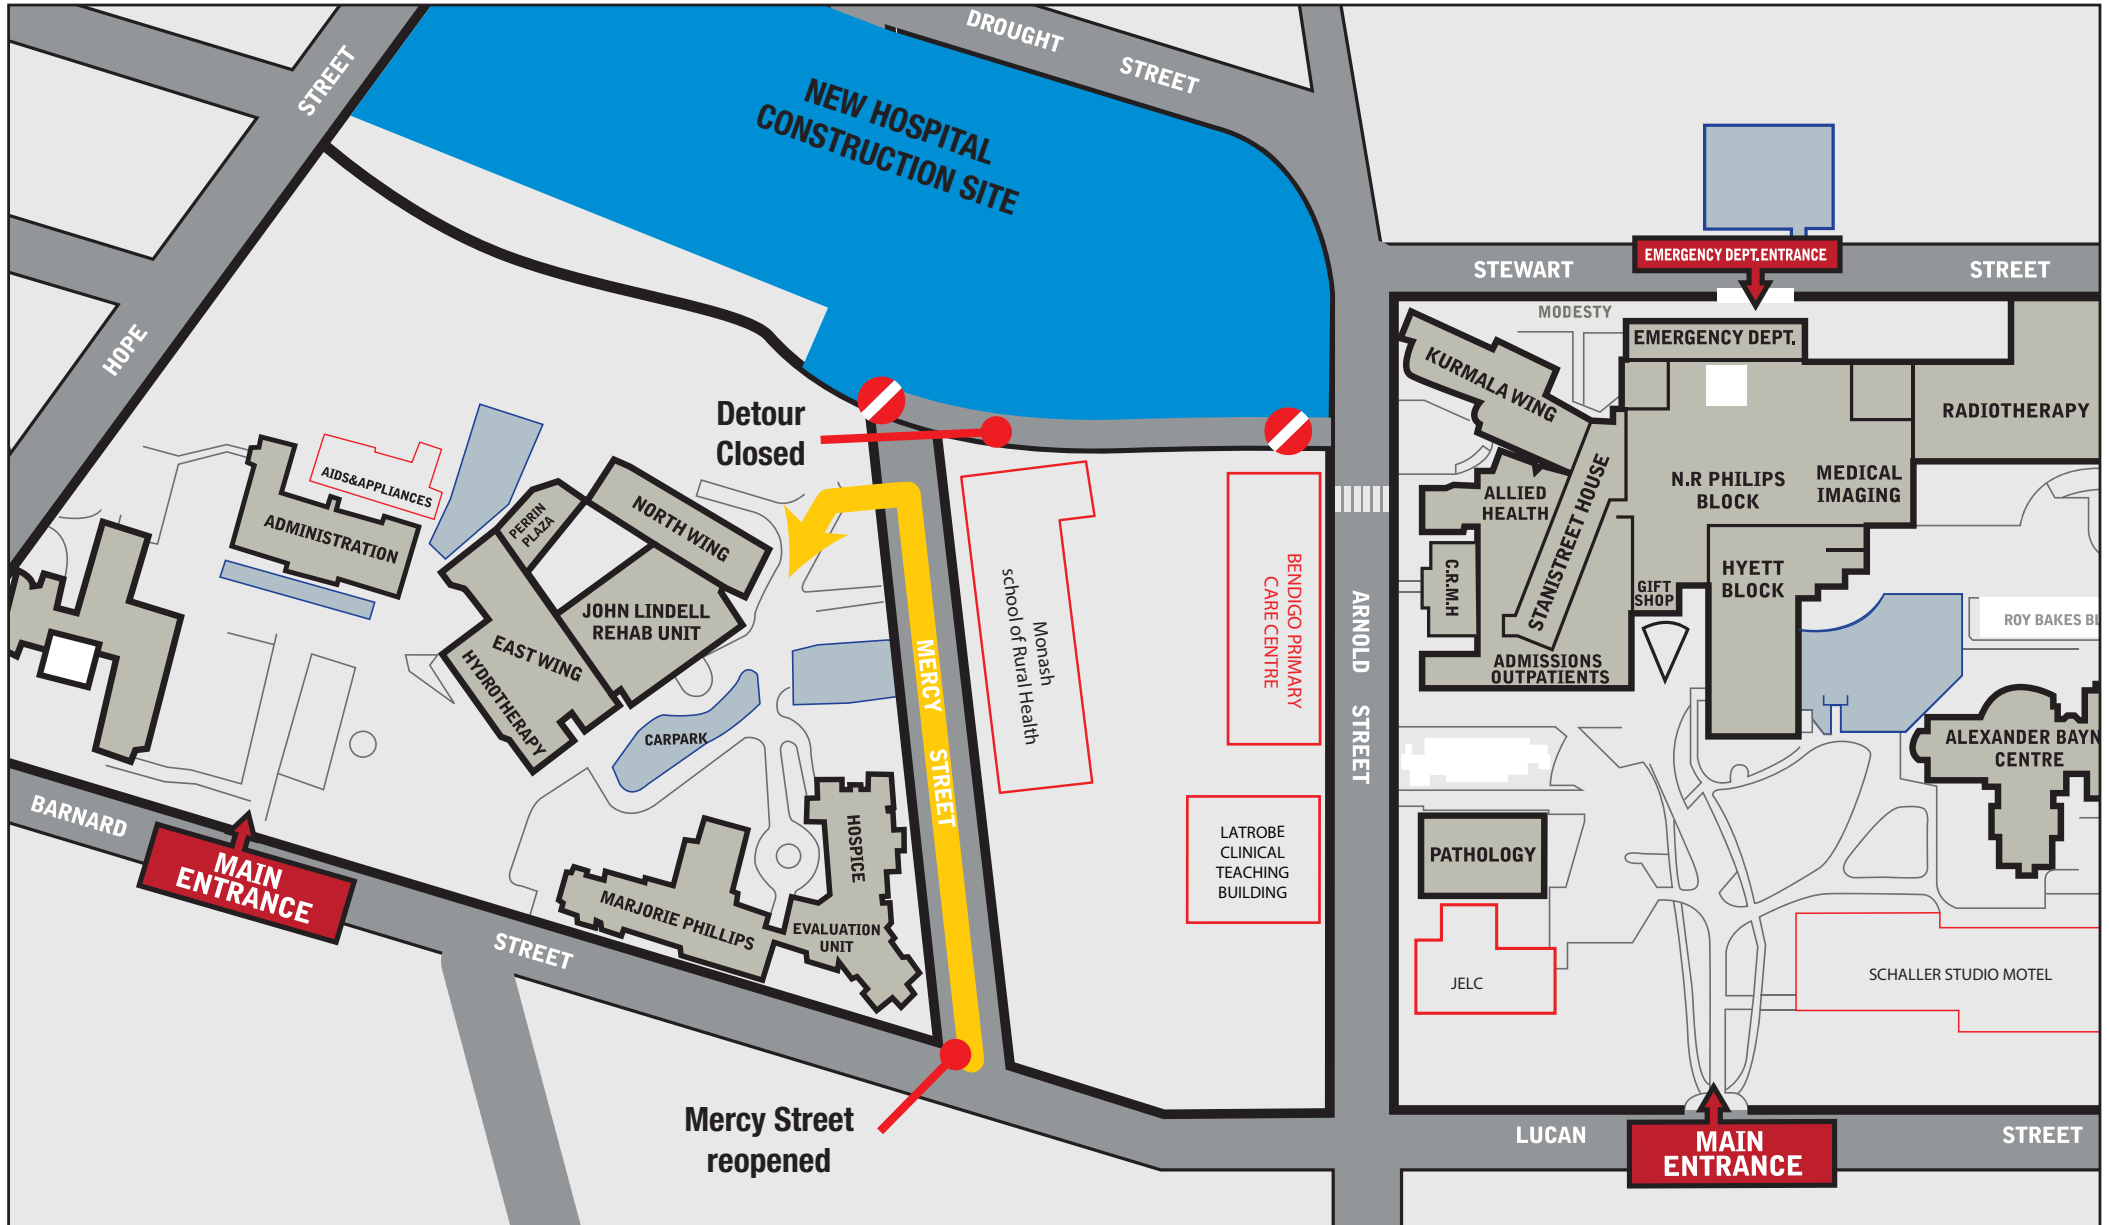 DROUGHT
STREET
STREET
HOPE
NEW HOSPITAL
CONSTRUCTION SITE
EMERGENCY DEPT. ENTRANCE
STEWART
STREET
MODESTY
EMERGENCY DEPT.
KURMALA WING
RADIOTHERAPY
N.R PHILIPS
BLOCK
MEDICAL
IMAGING
ALLIED
HEALTH
STANISTREET HOUSE
C.R.M.H
GIFT
SHOP
HYETT
BLOCK
ADMISSIONS
OUTPATIENTS
ROY BAKES BL
ALEXANDER BAYN
CENTRE
Detour
Closed
AIDS&APPLIANCES
ADMINISTRATION
PERRIN
PLAZA
NORTH WING
JOHN LINDELL
REHAB UNIT
EAST WING
HYDROTHERAPY
CARPARK
MERCY
STREET
Monash
school of Rural Health
BENDIGO PRIMARY
CARE CENTRE
ARNOLD
STREET
LATROBE
CLINICAL
TEACHING
BUILDING
PATHOLOGY
JELC
SCHALLER STUDIO MOTEL
HOSPICE
MARJORIE PHILLIPS
EVALUATION
UNIT
BARNARD
STREET
MAIN
ENTRANCE
Mercy Street
reopened
LUCAN
STREET
MAIN
ENTRANCE